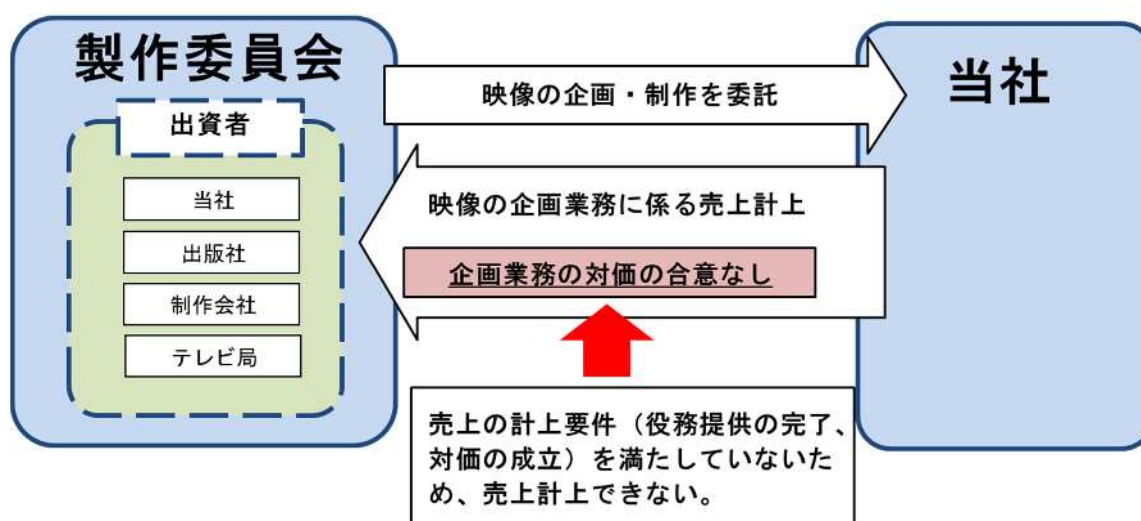 製作委員会
出資者
当社
出版社
制作会社
テレビ局
映像の企画・制作を委託
当社
映像の企画業務に係る売上計上
企画業務の対価の合意なし
売上の計上要件（役務提供の完了、
対価の成立）を満たしていないた
め、売上計上できない。